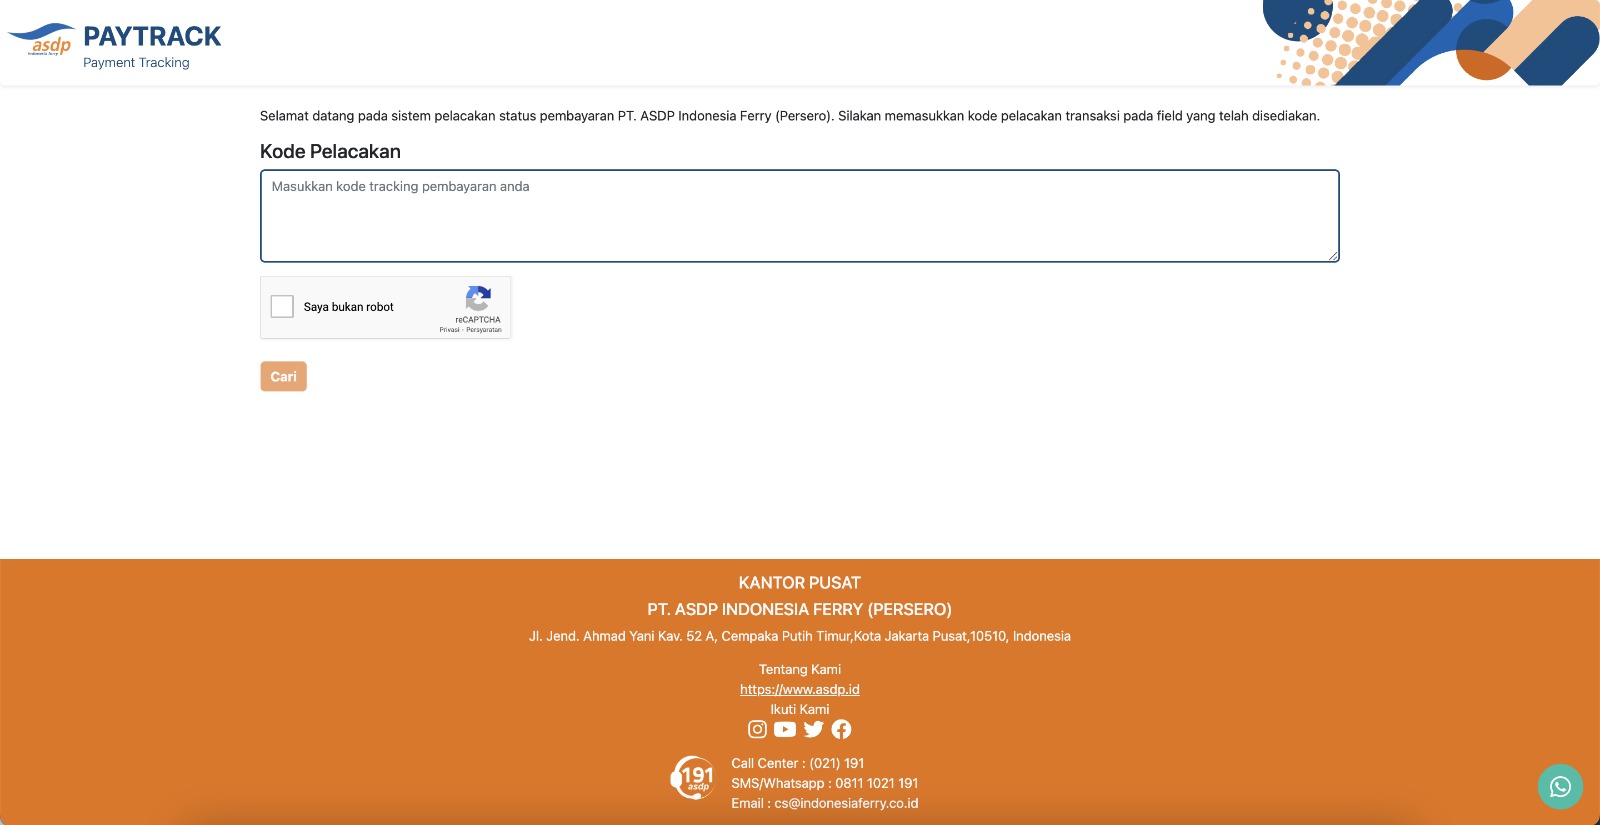 asdp
indonesia ferry
PAYTRACK
Payment Tracking
Selamat datang pada sistem pelacakan status pembayaran PT. ASDP Indonesia Ferry (Persero). Silakan memasukkan kode pelacakan transaksi pada field yang telah disediakan.
Kode Pelacakan
Masukkan kode tracking pembayaran anda
Saya bukan robot
reCAPTCHA
Privasi - Persyaratan
Cari
KANTOR PUSAT
PT. ASDP INDONESIA FERRY (PERSERO)
Jl. Jend. Ahmad Yani Kav. 52 A, Cempaka Putih Timur,Kota Jakarta Pusat,10510, Indonesia
Tentang Kami
https://www.asdp.id
Ikuti Kami
191
asdp
Call Center : (021) 191
SMS/Whatsapp : 0811 1021 191
Email : cs@indonesiaferry.co.id